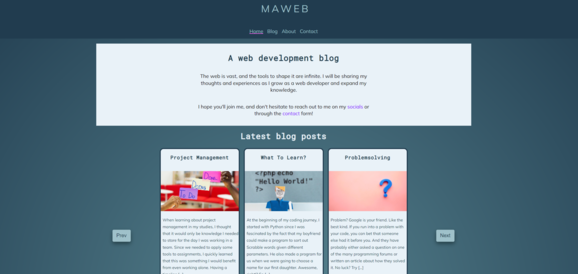 MAWEB
Home Blog About Contact
A web development blog
The web is vast, and the tools to shape it are infinite. I will be sharing my
thoughts and experiences as I grow as a web developer and expand my
knowledge.
I hope you'll join me, and don't hesitate to reach out to me on my socials or
through the contact form!
Latest blog posts
Project Management
When learning about project
management in my studies, I thought
that it would only be knowledge I needed
to store for the day I was working in a
team. Since we needed to apply some
tools to assignments, I quickly learned
that this was something I would benefit
from even working alone. Having a
What To Learn?
<?php echo
"Hello World!"
?>
At the beginning of my coding journey, I
started with Python since I was
fascinated by the fact that my boyfriend
could make a program to sort out
Scrabble words given different
parameters. He also made a program for
us when we were going to choose a
name for our first daughter. Awesome,
Problemsolving
?
Problem? Google is your friend. Like the
best kind. If you run into a problem with
your code, you can bet that someone
else had it before you. And they have
probably either asked a question on one
of the many programming forums or
written an article about how they solved
it, for luck! Try [...]
Prev
Next